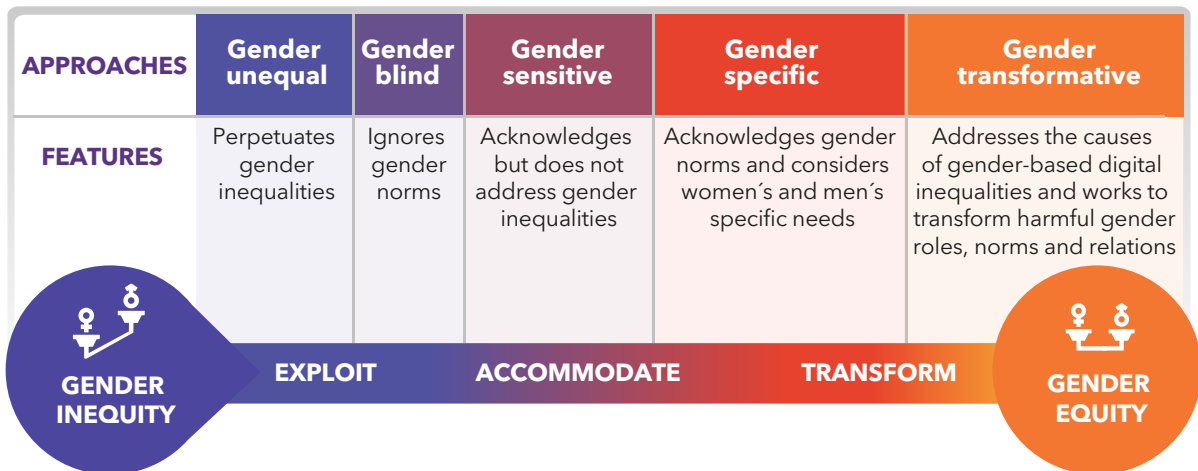 APPROACHES
Gender
unequal
Gender
blind
Gender
sensitive
Gender
specific
Gender
transformative
FEATURES
Perpetuates
gender
inequalities
Ignores
gender
norms
Acknowledges
but does not
address gender
inequalities
Acknowledges gender
norms and considers
women´s and men´s
specific needs
Addresses the causes
of gender-based digital
inequalities and works to
transform harmful gender
roles, norms and relations
GENDER
INEQUITY
EXPLOIT
ACCOMMODATE
TRANSFORM
GENDER
EQUITY